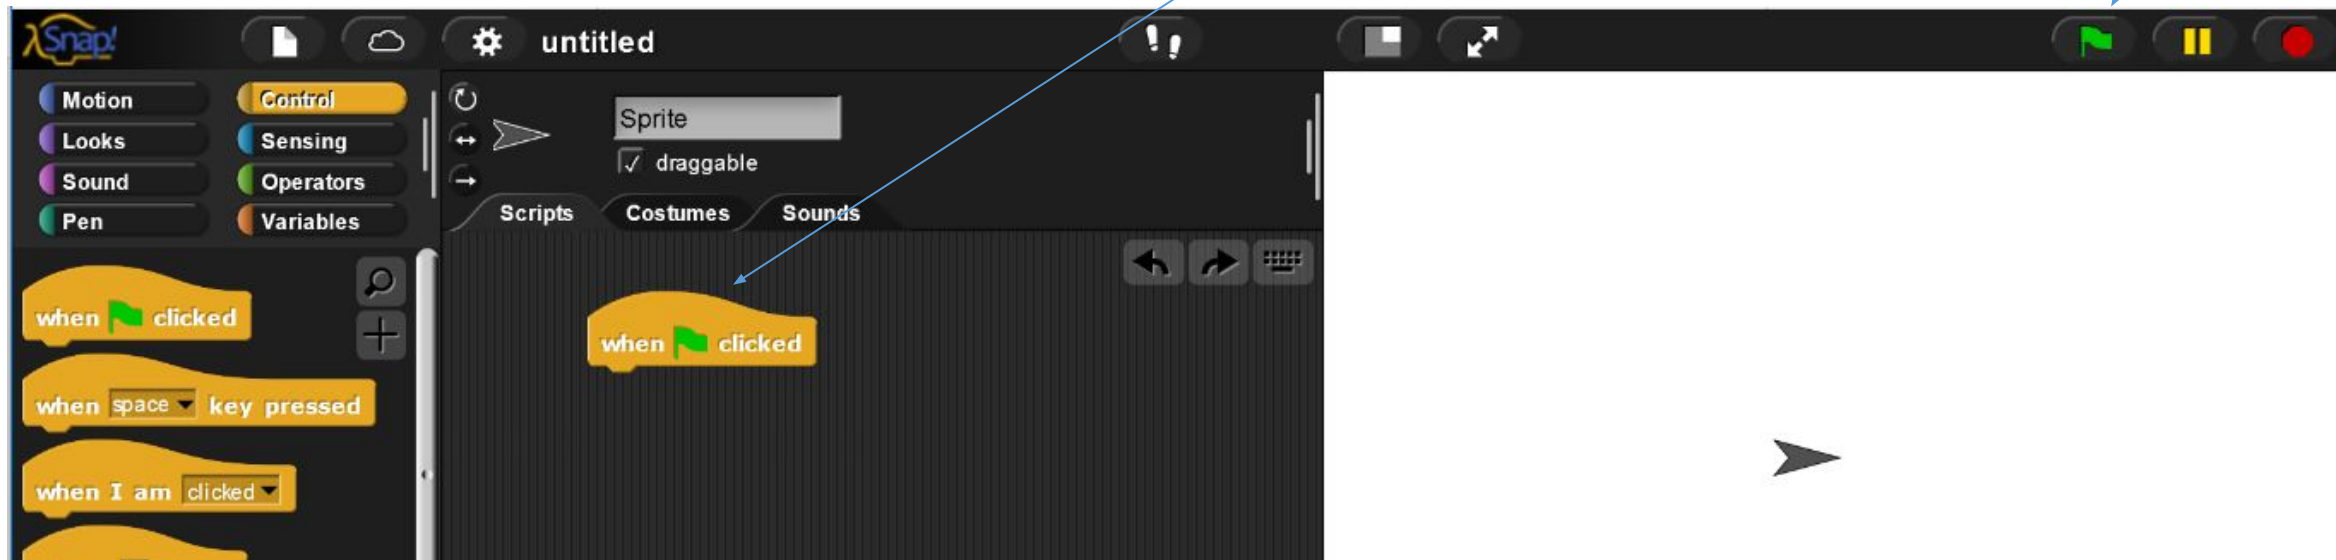 λSnap!
untitled
Motion
Control
Looks
Sensing
Sound
Operators
Pen
Variables
Sprite
draggable
Scripts
Costumes
Sounds
when clicked
when space key pressed
when I am clicked
when clicked